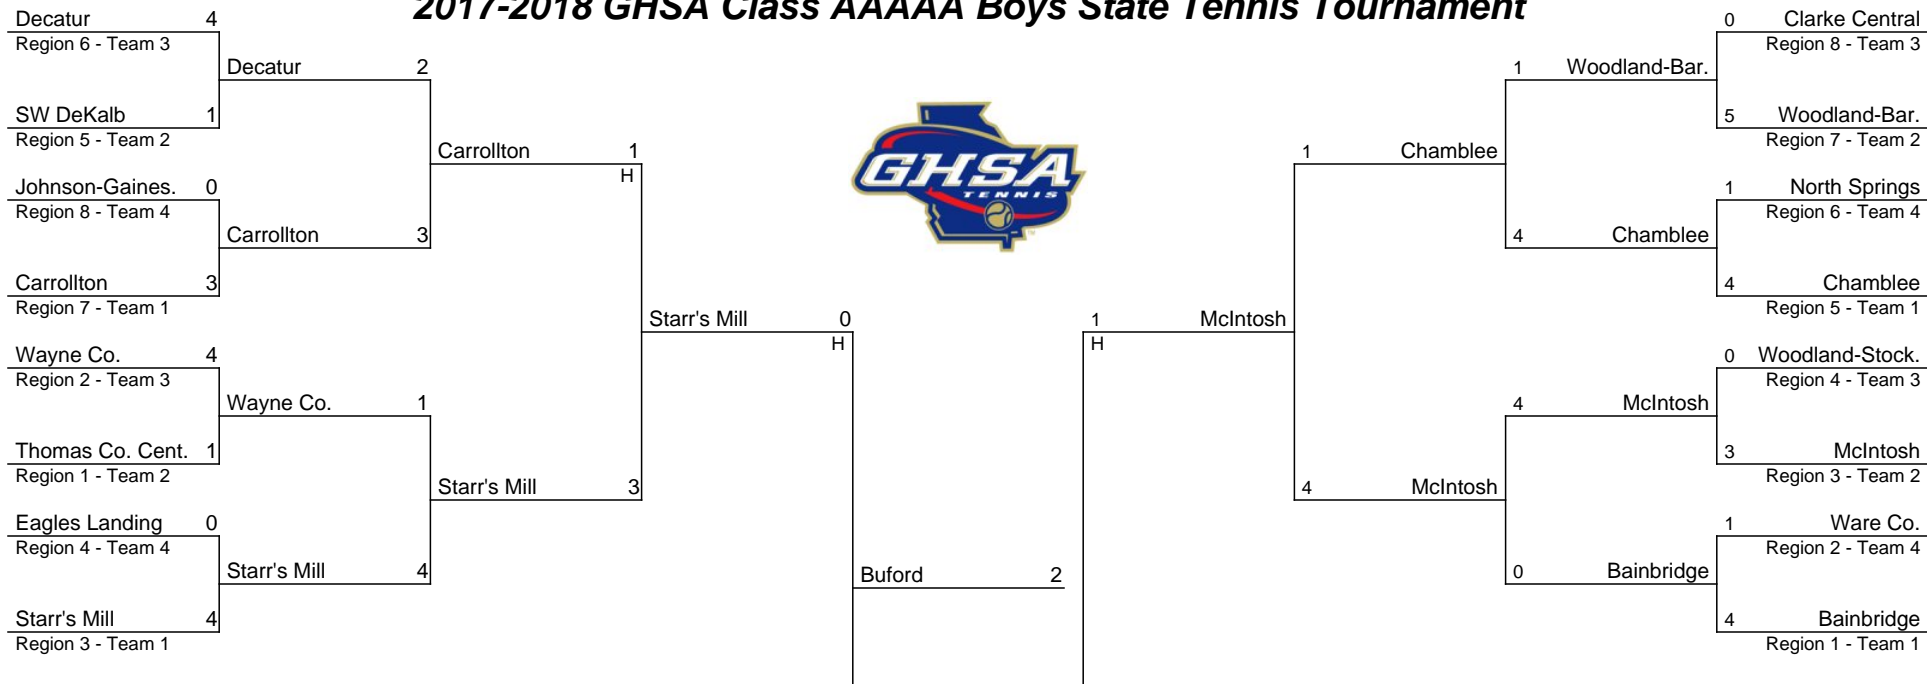 2017-2018 GHSA Class AAAAA Boys State Tennis Tournament
Decatur 4
Region 6 - Team 3
Decatur 2
SW DeKalb 1
Region 5 - Team 2
Carrollton 1
H
Johnson-Gaines. 0
Region 8 - Team 4
Carrollton 3
Carrollton 3
Region 7 - Team 1
Starr's Mill 0
H
Wayne Co. 4
Region 2 - Team 3
Wayne Co. 1
Thomas Co. Cent. 1
Region 1 - Team 2
Starr's Mill 3
Eagles Landing 0
Region 4 - Team 4
Starr's Mill 4
Starr's Mill 4
Region 3 - Team 1
Buford 2
GHSA
TENNIS
TM
0 Clarke Central
Region 8 - Team 3
1 Woodland-Bar.
5 Woodland-Bar.
Region 7 - Team 2
1 Chamblee
1 North Springs
Region 6 - Team 4
4 Chamblee
4 Chamblee
Region 5 - Team 1
1 McIntosh
H
0 Woodland-Stock.
Region 4 - Team 3
4 McIntosh
3 McIntosh
Region 3 - Team 2
4 McIntosh
1 Ware Co.
Region 2 - Team 4
0 Bainbridge
4 Bainbridge
Region 1 - Team 1